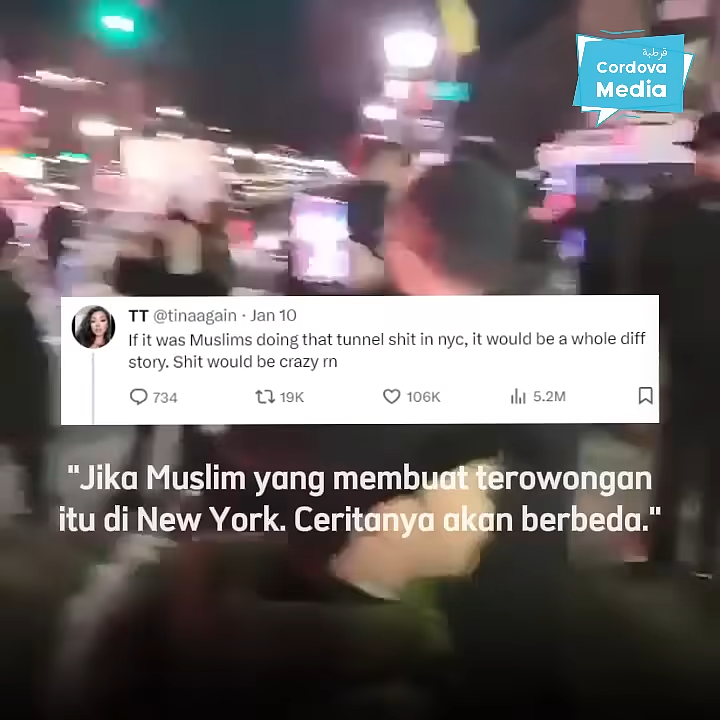 قرطبة
Cordova
Media
TT @tinaagain · Jan 10
If it was Muslims doing that tunnel shit in nyc, it would be a whole diff
story. Shit would be crazy rn
734 19K 106K 5.2M
"Jika Muslim yang membuat terowongan
itu di New York. Ceritanya akan berbeda."